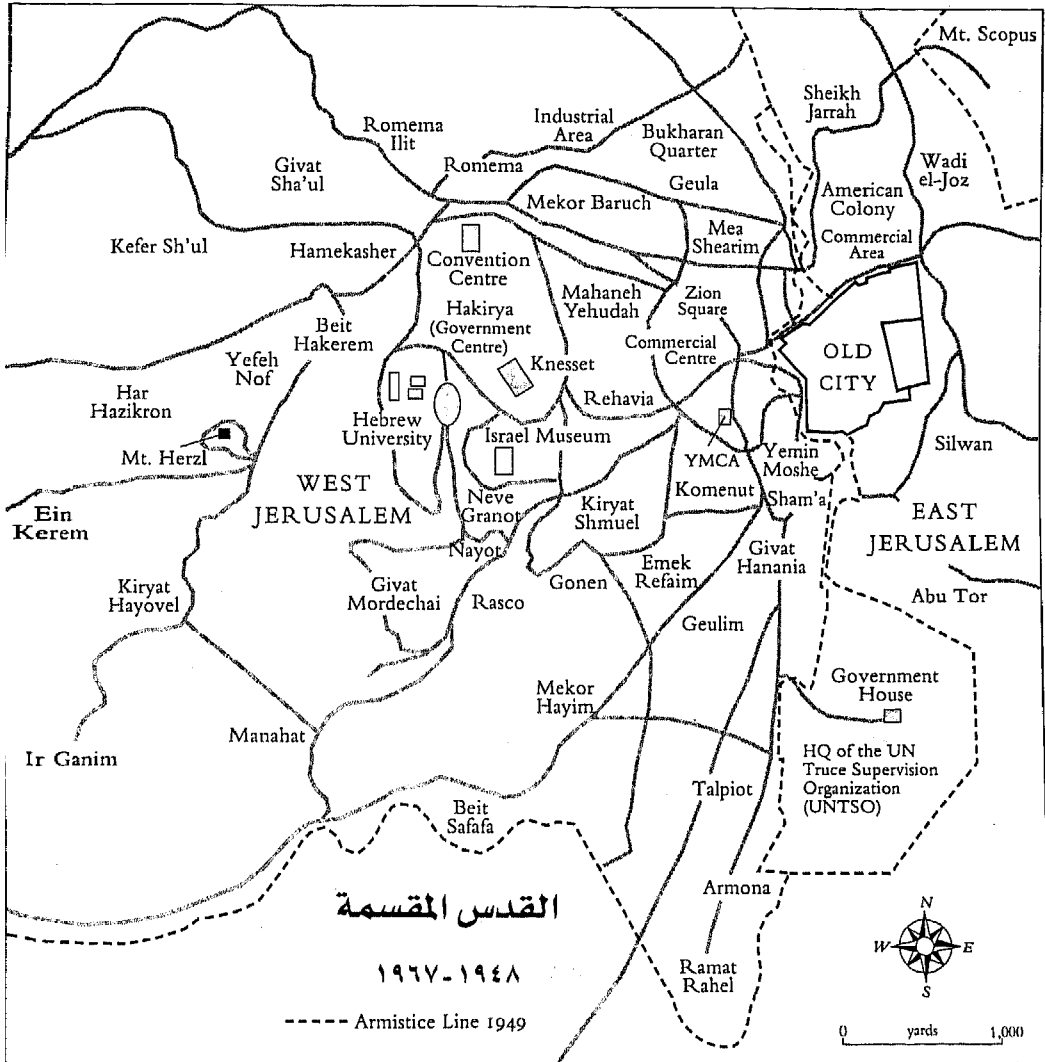 Mt. Scopus
Sheikh
Jarrah
Industrial
Area
Bukharan
Quarter
Romema
Ilit
Romema
Givat
Sha'ul
Wadi
el-Joz
Geula
American
Colony
Mekor Baruch
Mea
Shearim
Commercial
Area
Kefer Sh'ul
Hamekasher
Convention
Centre
Mahaneh
Yehudah
Zion
Square
Hakirya
(Government
Centre)
Beit
Hakerem
Commercial
Centre
OLD
CITY
Yefeh
Nof
Knesset
Har
Hazikron
Rehavia
Hebrew
University
Israel Museum
Mt. Herzl
YMCA
Yemin
Moshe
Silwan
WEST
JERUSALEM
Neve
Granot
Komenut
Sham'a
Kiryat
Shmuel
EAST
JERUSALEM
Ein
Kerem
Nayot
Givat
Hanania
Emek
Refaim
Gonen
Kiryat
Hayovel
Givat
Mordechai
Rasco
Abu Tor
Geulim
Government
House
Mekor
Hayim
Manahat
Ir Ganim
HQ of the UN
Truce Supervision
Organization
(UNTSO)
Talpiot
Beit
Safafa
Armona
القدس المقسمة
١٩٤٨-١٩٦٧
Ramat
Rahel
N
W
E
S
Armistice Line 1949
0 yards 1,000